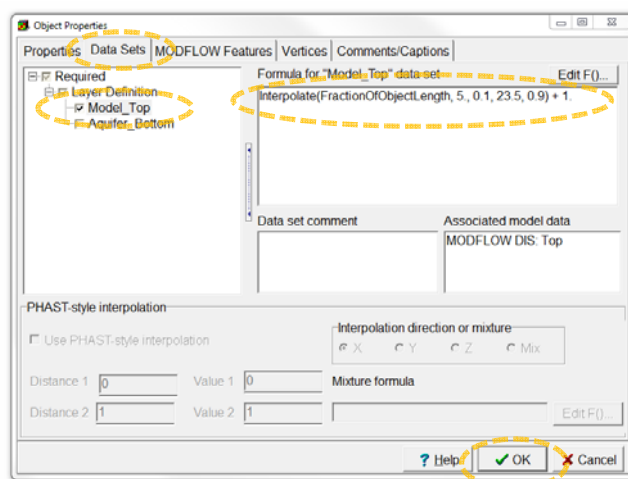 Object Properties
Properties Data Sets MODFLOW Features Vertices Comments/Captions
Required
Layer Definition
Model_Top
Aquifer_Bottom
Formula for "Model_Top" data set Edit F()...
Interpolate(FractionOfObjectLength, 5., 0.1, 23.5, 0.9) + 1.
Data set comment Associated model data
MODFLOW DIS: Top
PHAST-style interpolation
Use PHAST-style interpolation
Interpolation direction or mixture
X Y Z Mix
Distance 1 0 Value 1 0 Mixture formula
Distance 2 1 Value 2 1 Edit F()...
? Help OK Cancel